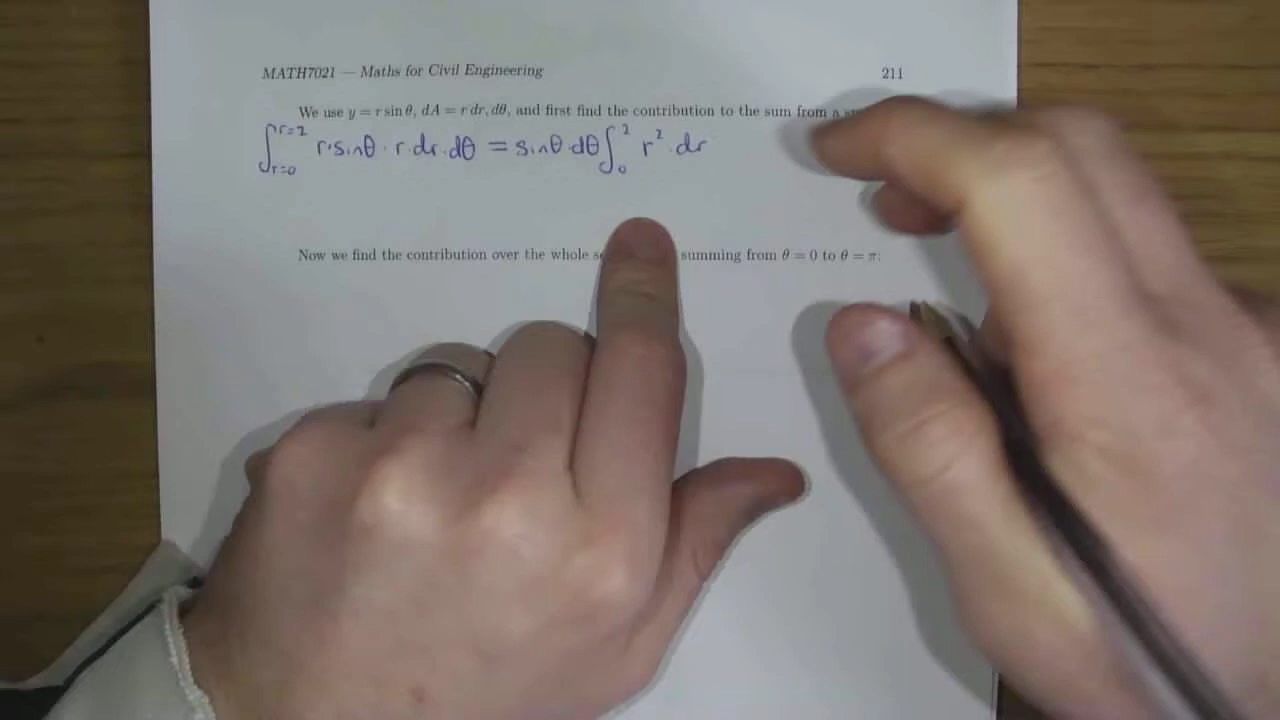 MATH7021 — Maths for Civil Engineering 211
We use y = r sin θ, dA = r dr, dθ, and first find the contribution to the sum from a
∫_{r=0}^{r=2} r·sinθ · r·dr·dθ = sinθ·dθ ∫_0^2 r² · dr
Now we find the contribution over the whole summing from θ = 0 to θ = π: